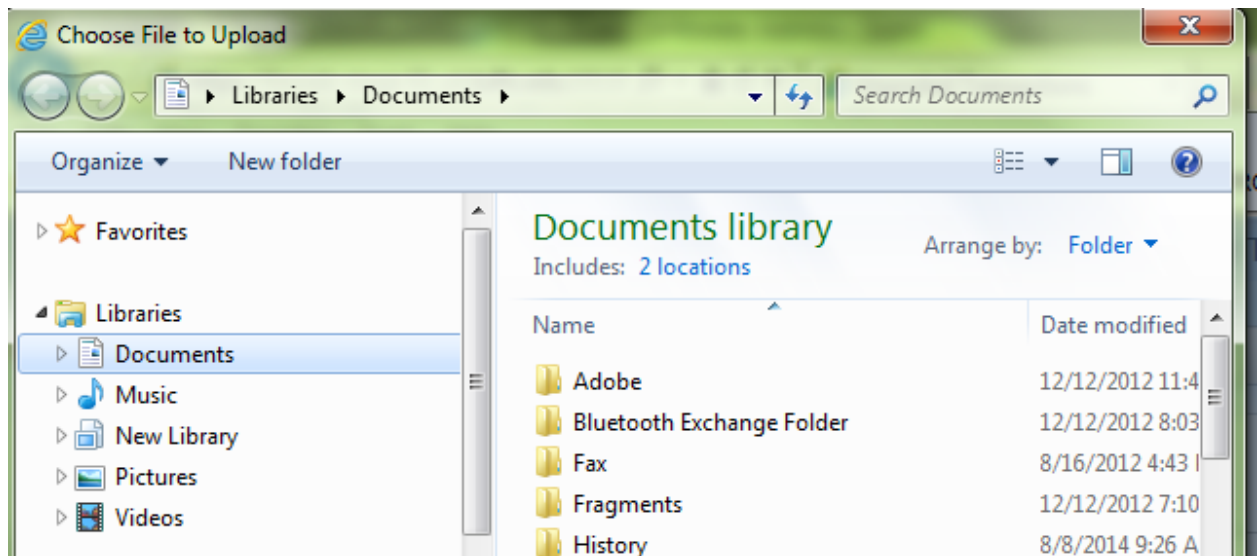 Choose File to Upload
Libraries Documents
Search Documents
Organize
New folder
Favorites
Libraries
Documents
Music
New Library
Pictures
Videos
Documents library
Includes: 2 locations
Arrange by: Folder
Name Date modified
Adobe 12/12/2012 11:4
Bluetooth Exchange Folder 12/12/2012 8:03
Fax 8/16/2012 4:43
Fragments 12/12/2012 7:10
History 8/8/2014 9:26 A